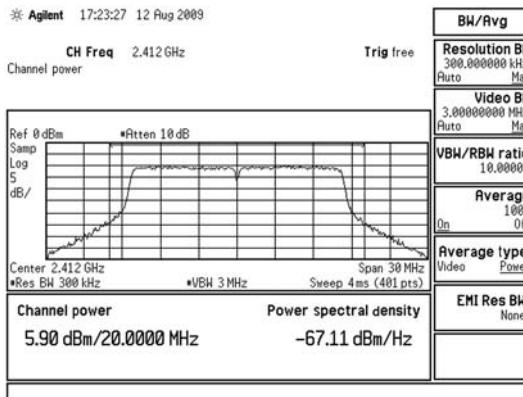 Agilent 17:23:27 12 Aug 2009
CH Freq 2.412 GHz Trig free
Channel power
Ref 0 dBm *Atten 10 dB
Samp
Log
5
dB/
Center 2.412 GHz Span 30 MHz
*Res BW 300 kHz *VBW 3 MHz Sweep 4 ms (401 pts)
Channel power Power spectral density
5.90 dBm/20.0000 MHz -67.11 dBm/Hz
BW/Avg
Resolution B
300.000000 kH
Auto Ma
Video B
3.00000000 MH
Auto Ma
VBW/RBW rati
10.0000
Averag
100
On O
Average type
Video Powe
EMI Res BW
None